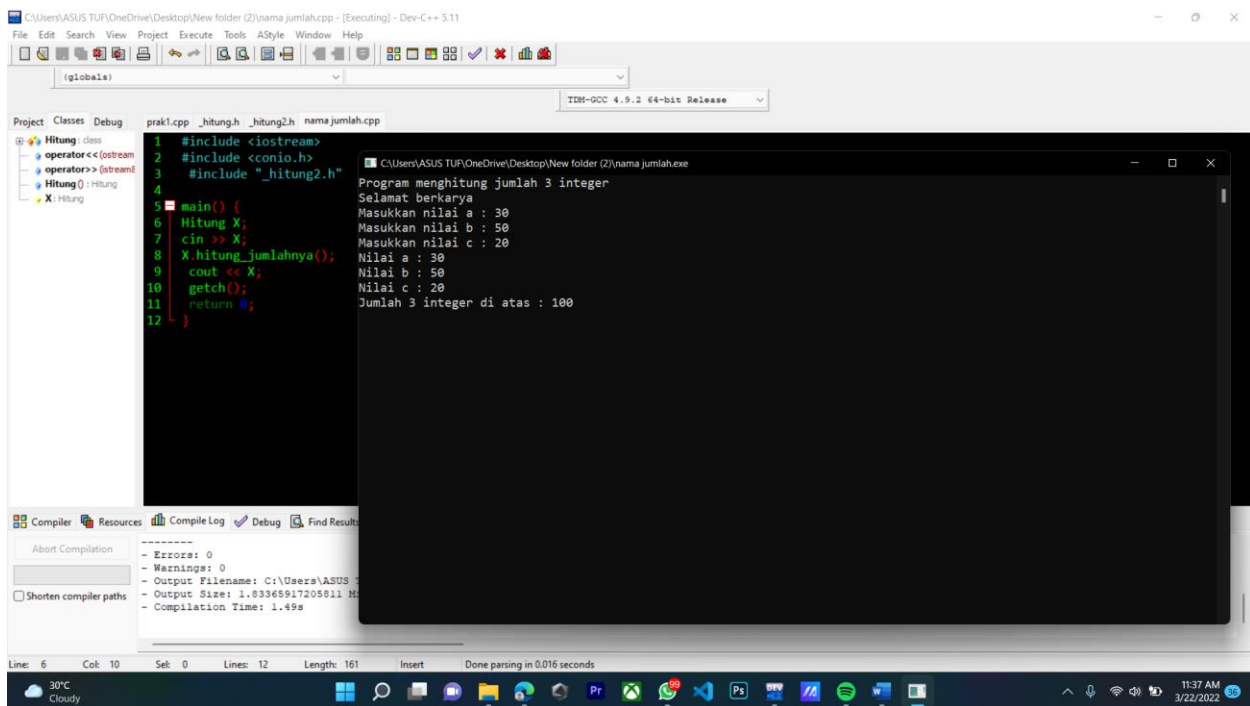 C:\Users\ASUS TUF\OneDrive\Desktop\New folder (2)\nama jumlah.cpp - [Executing] - Dev-C++ 5.11
File Edit Search View Project Execute Tools AStyle Window Help
(globals)
TDM-GCC 4.9.2 64-bit Release
Project Classes Debug
prak1.cpp _hitung.h _hitung2.h nama jumlah.cpp
Hitung : class
operator<< (ostream
operator>> (istream&
Hitung () : Hitung
X : Hitung
1 #include <iostream>
2 #include <conio.h>
3 #include "_hitung2.h"
4
5 main() {
6 Hitung X;
7 cin >> X;
8 X.hitung_jumlahnya();
9 cout << X;
10 getch();
11 return 0;
12 }
C:\Users\ASUS TUF\OneDrive\Desktop\New folder (2)\nama jumlah.exe
Program menghitung jumlah 3 integer
Selamat berkarya
Masukkan nilai a : 30
Masukkan nilai b : 50
Masukkan nilai c : 20
Nilai a : 30
Nilai b : 50
Nilai c : 20
Jumlah 3 integer di atas : 100
Compiler Resources Compile Log Debug Find Results
Abort Compilation
Shorten compiler paths
--------
- Errors: 0
- Warnings: 0
- Output Filename: C:\Users\ASUS
- Output Size: 1.83365917205811
- Compilation Time: 1.49s
Line: 6 Col: 10 Sel: 0 Lines: 12 Length: 161 Insert Done parsing in 0.016 seconds
30°C
Cloudy
99
Pr
Ps
DEV
11:37 AM
3/22/2022
36